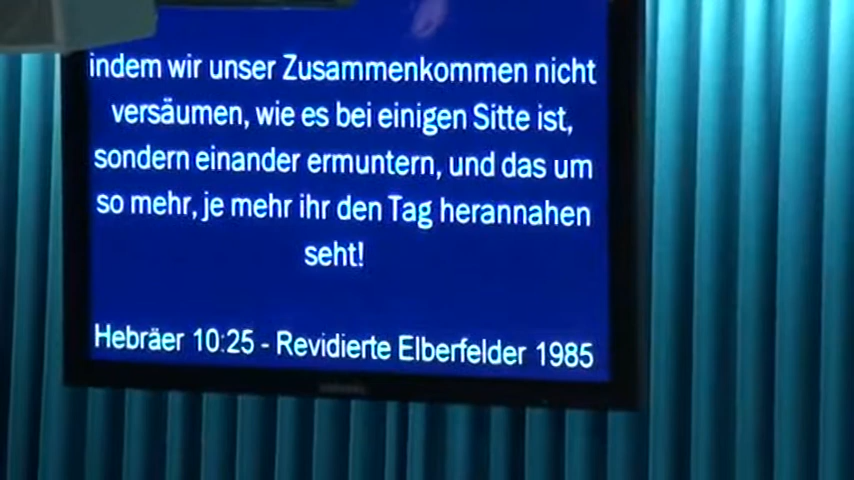 indem wir unser Zusammenkommen nicht
versäumen, wie es bei einigen Sitte ist,
sondern einander ermuntern, und das um
so mehr, je mehr ihr den Tag herannahen
seht!
Hebräer 10:25 - Revidierte Elberfelder 1985